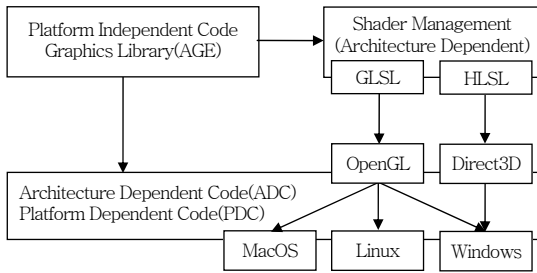 Platform Independent Code
Graphics Library(AGE)
Shader Management
(Architecture Dependent)
GLSL
HLSL
OpenGL
Direct3D
Architecture Dependent Code(ADC)
Platform Dependent Code(PDC)
MacOS
Linux
Windows